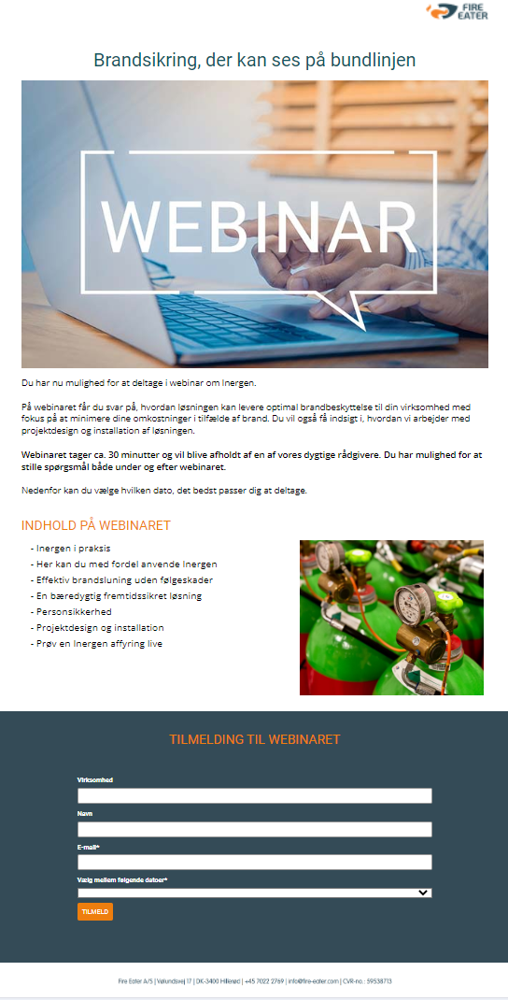 FIRE
EATER
Brandsikring, der kan ses på bundlinjen
WEBINAR
Du har nu mulighed for at deltage i webinar om Inergen.
På webinaret får du svar på, hvordan løsningen kan levere optimal brandbeskyttelse til din virksomhed med
fokus på at minimere dine omkostninger i tilfælde af brand. Du vil også få indsigt i, hvordan vi arbejder med
projektdesign og installation af løsningen.
Webinaret tager ca. 30 minutter og vil blive afholdt af en af vores dygtige rådgivere. Du har mulighed for at
stille spørgsmål både under og efter webinaret.
Nedenfor kan du vælge hvilken dato, det bedst passer dig at deltage.
INDHOLD PÅ WEBINARET
- Inergen i praksis
- Her kan du med fordel anvende Inergen
- Effektiv brandsluning uden følgeskader
- En bæredygtig fremtidssikret løsning
- Personsikkerhed
- Projektdesign og installation
- Prøv en Inergen affyring live
TILMELDING TIL WEBINARET
Virksomhed
Navn
E-mail*
Vælg mellem følgende datoer*
TILMELD
Fire Eater A/S | Vølundsvej 17 | DK-3400 Hillerød | +45 7022 2769 | info@fire-eater.com | CVR-no.: 59538713